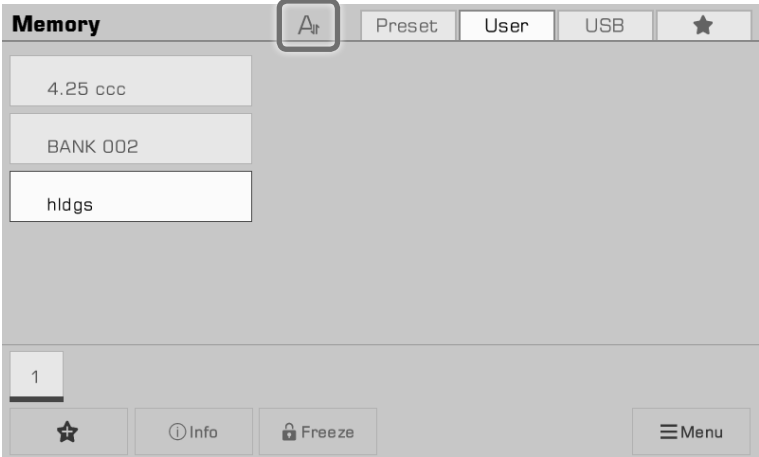 Memory
A
Preset
User
USB
4.25 ccc
BANK 002
hldgs
1
Info
Freeze
Menu